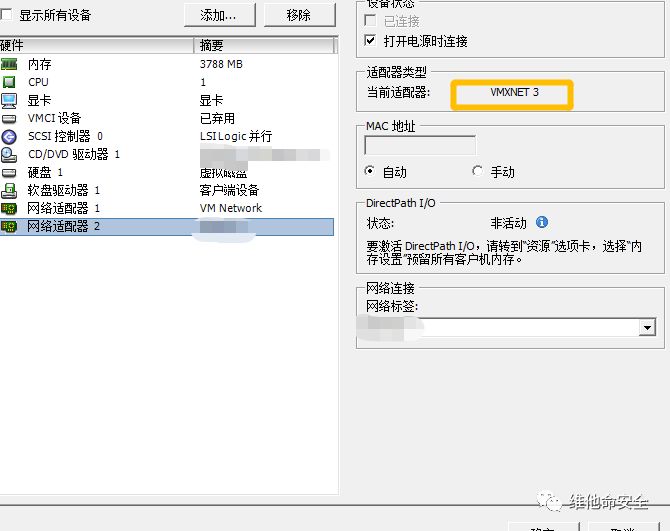 显示所有设备
添加...
移除
硬件
摘要
内存
3788 MB
CPU
1
显卡
显卡
VMCI 设备
已弃用
SCSI 控制器 0
LSI Logic 并行
CD/DVD 驱动器 1
硬盘 1
虚拟磁盘
软盘驱动器 1
客户端设备
网络适配器 1
VM Network
网络适配器 2
设备状态
已连接
打开电源时连接
适配器类型
当前适配器:
VMXNET 3
MAC 地址
自动
手动
DirectPath I/O
状态:
非活动
要激活 DirectPath I/O，请转到“资源”选项卡，选择“内
存设置”预留所有客户机内存。
网络连接
网络标签:
维他命安全
确定
取消